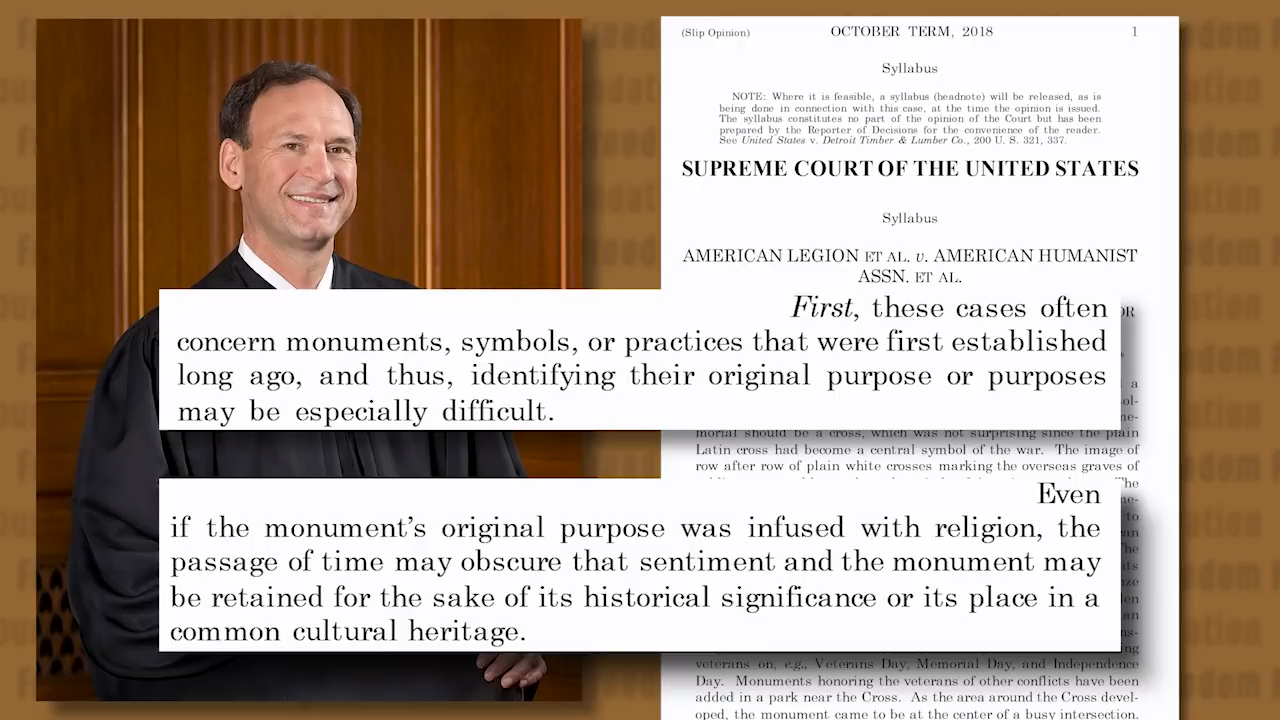 (Slip Opinion)
OCTOBER TERM, 2018
1
Syllabus
NOTE: Where it is feasible, a syllabus (headnote) will be released, as is
being done in connection with this case, at the time the opinion is issued.
The syllabus constitutes no part of the opinion of the Court but has been
prepared by the Reporter of Decisions for the convenience of the reader.
See United States v. Detroit Timber & Lumber Co., 200 U. S. 321, 337.
SUPREME COURT OF THE UNITED STATES
Syllabus
AMERICAN LEGION ET AL. v. AMERICAN HUMANIST
ASSN. ET AL.
First, these cases often
concern monuments, symbols, or practices that were first established
long ago, and thus, identifying their original purpose or purposes
may be especially difficult.
morial should be a cross, which was not surprising since the plain
Latin cross had become a central symbol of the war. The image of
row after row of plain white crosses marking the overseas graves of
Even
if the monument's original purpose was infused with religion, the
passage of time may obscure that sentiment and the monument may
be retained for the sake of its historical significance or its place in a
common cultural heritage.
veterans on, e.g., Veterans Day, Memorial Day, and Independence
Day. Monuments honoring the veterans of other conflicts have been
added in a park near the Cross. As the area around the Cross devel-
oped, the monument came to be at the center of a busy intersection.